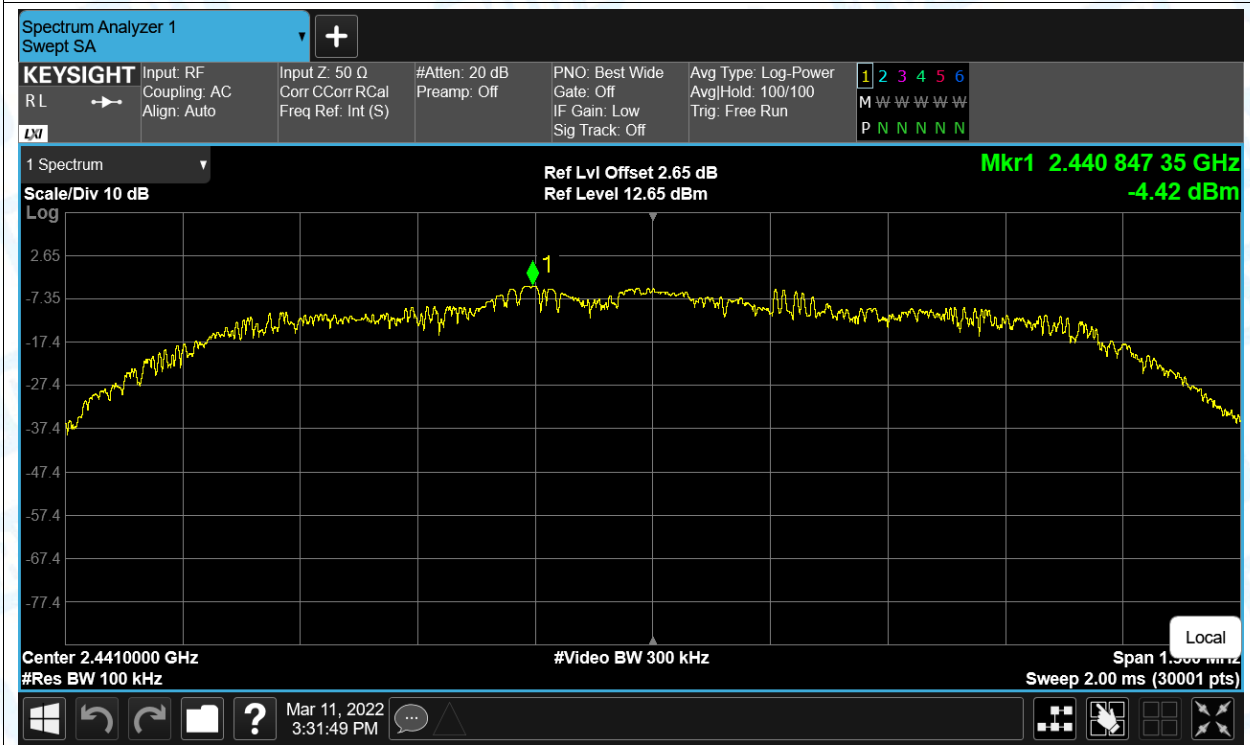 Spectrum Analyzer 1
Swept SA
KEYSIGHT
R L
LXI
Input: RF
Coupling: AC
Align: Auto
Input Z: 50 Ω
Corr CCorr RCal
Freq Ref: Int (S)
#Atten: 20 dB
Preamp: Off
PNO: Best Wide
Gate: Off
IF Gain: Low
Sig Track: Off
Avg Type: Log-Power
Avg|Hold: 100/100
Trig: Free Run
1 2 3 4 5 6
M W W W W W
P N N N N N
1 Spectrum
Scale/Div 10 dB
Log
Ref Lvl Offset 2.65 dB
Ref Level 12.65 dBm
Mkr1 2.440 847 35 GHz
-4.42 dBm
1
2.65
-7.35
-17.4
-27.4
-37.4
-47.4
-57.4
-67.4
-77.4
Local
Center 2.4410000 GHz
#Video BW 300 kHz
Span 1.500 MHz
#Res BW 100 kHz
Sweep 2.00 ms (30001 pts)
?
Mar 11, 2022
3:31:49 PM